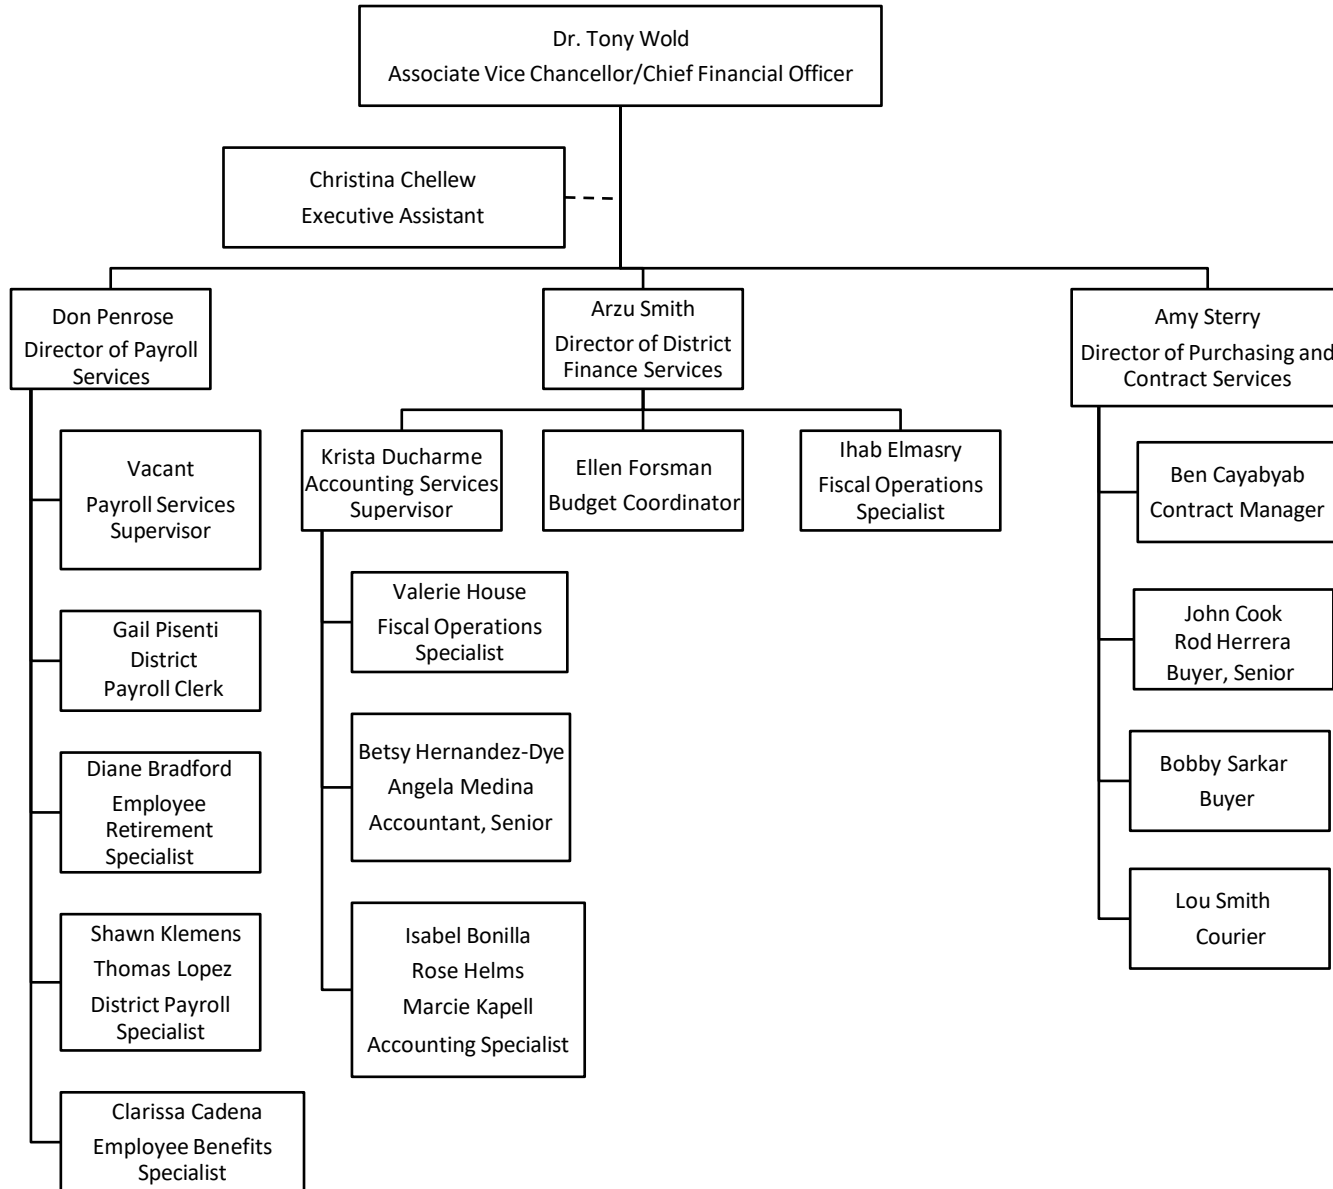 Dr. Tony Wold
Associate Vice Chancellor/Chief Financial Officer
Christina Chellew
Executive Assistant
Don Penrose
Director of Payroll
Services
Arzu Smith
Director of District
Finance Services
Amy Sterry
Director of Purchasing and
Contract Services
Vacant
Payroll Services
Supervisor
Gail Pisenti
District
Payroll Clerk
Diane Bradford
Employee
Retirement
Specialist
Shawn Klemens
Thomas Lopez
District Payroll
Specialist
Clarissa Cadena
Employee Benefits
Specialist
Krista Ducharme
Accounting Services
Supervisor
Ellen Forsman
Budget Coordinator
Ihab Elmasry
Fiscal Operations
Specialist
Valerie House
Fiscal Operations
Specialist
Betsy Hernandez-Dye
Angela Medina
Accountant, Senior
Isabel Bonilla
Rose Helms
Marcie Kapell
Accounting Specialist
Ben Cayabyab
Contract Manager
John Cook
Rod Herrera
Buyer, Senior
Bobby Sarkar
Buyer
Lou Smith
Courier